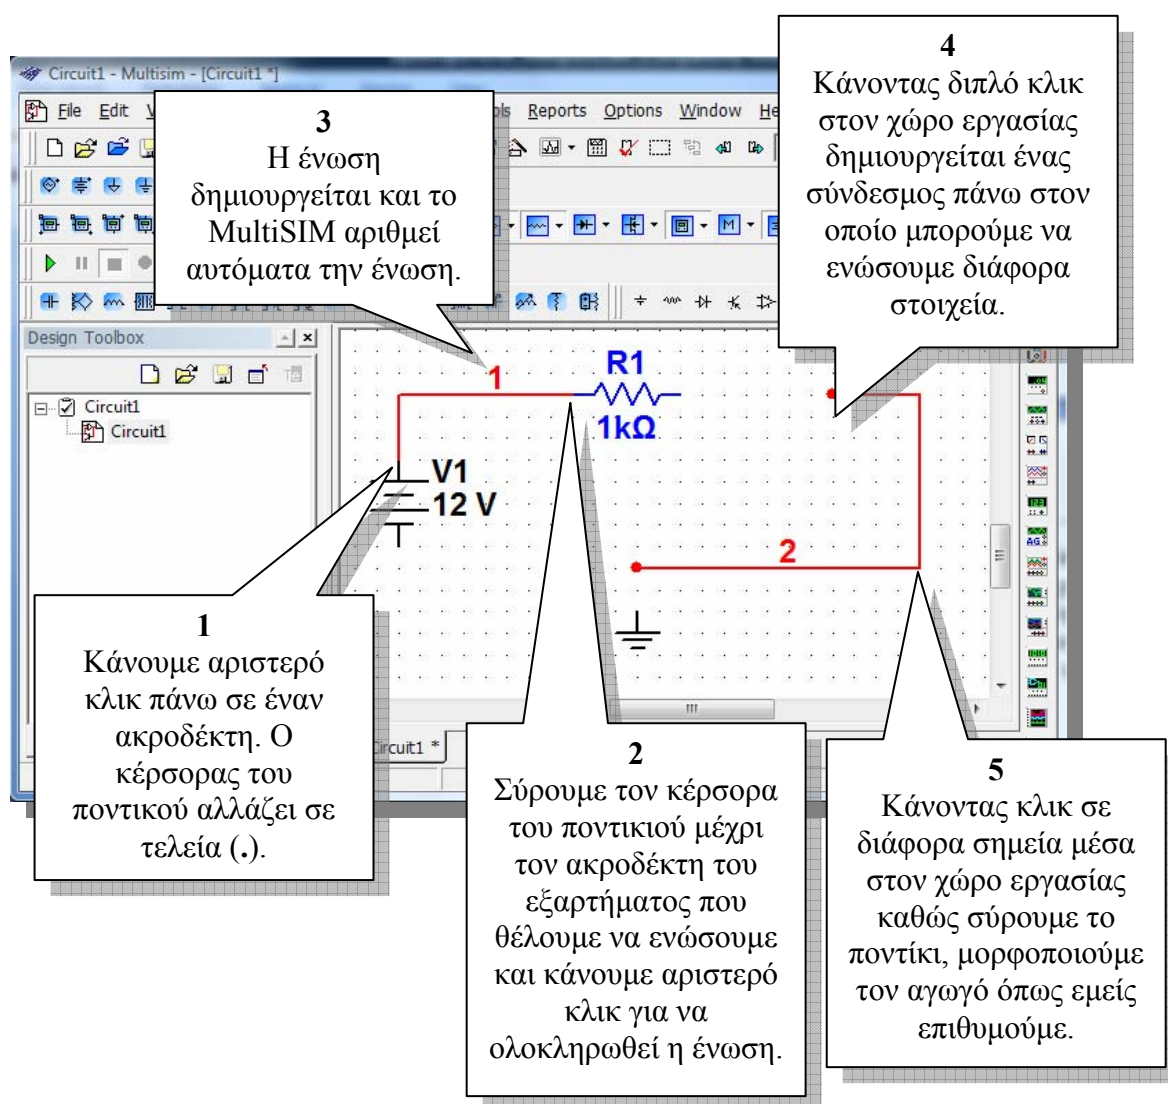 Circuit1 - Multisim - [Circuit1 *]
File Edit Reports Options Window
Design Toolbox
Circuit1
Circuit1
3
Η ένωση
δημιουργείται και το
MultiSIM αριθμεί
αυτόματα την ένωση.
4
Κάνοντας διπλό κλικ
στον χώρο εργασίας
δημιουργείται ένας
σύνδεσμος πάνω στον
οποίο μπορούμε να
ενώσουμε διάφορα
στοιχεία.
1
R1
1kΩ
V1
12 V
2
1
Κάνουμε αριστερό
κλικ πάνω σε έναν
ακροδέκτη. Ο
κέρσορας του
ποντικού αλλάζει σε
τελεία (.).
Circuit1 *
2
Σύρουμε τον κέρσορα
του ποντικιού μέχρι
τον ακροδέκτη του
εξαρτήματος που
θέλουμε να ενώσουμε
και κάνουμε αριστερό
κλικ για να
ολοκληρωθεί η ένωση.
5
Κάνοντας κλικ σε
διάφορα σημεία μέσα
στον χώρο εργασίας
καθώς σύρουμε το
ποντίκι, μορφοποιούμε
τον αγωγό όπως εμείς
επιθυμούμε.